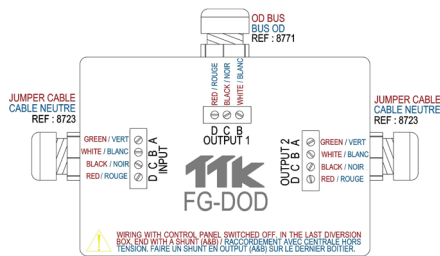 OD BUS
BUS OD
REF : 8771
JUMPER CABLE
CABLE NEUTRE
REF : 8723
JUMPER CABLE
CABLE NEUTRE
REF : 8723
RED / ROUGE
BLACK / NOIR
WHITE / BLANC
D C B
OUTPUT 1
GREEN / VERT A
WHITE / BLANC B
BLACK / NOIR C
RED / ROUGE D
INPUT
OUTPUT 2
A GREEN / VERT
B WHITE / BLANC
C BLACK / NOIR
D RED / ROUGE
TTK
FG-DOD
WIRING WITH CONTROL PANEL SWITCHED OFF. IN THE LAST DIVERSION
BOX, END WITH A SHUNT (A&B) / RACCORDEMENT AVEC CENTRALE HORS
TENSION. FAIRE UN SHUNT EN OUTPUT (A&B) SUR LE DERNIER BOITIER.